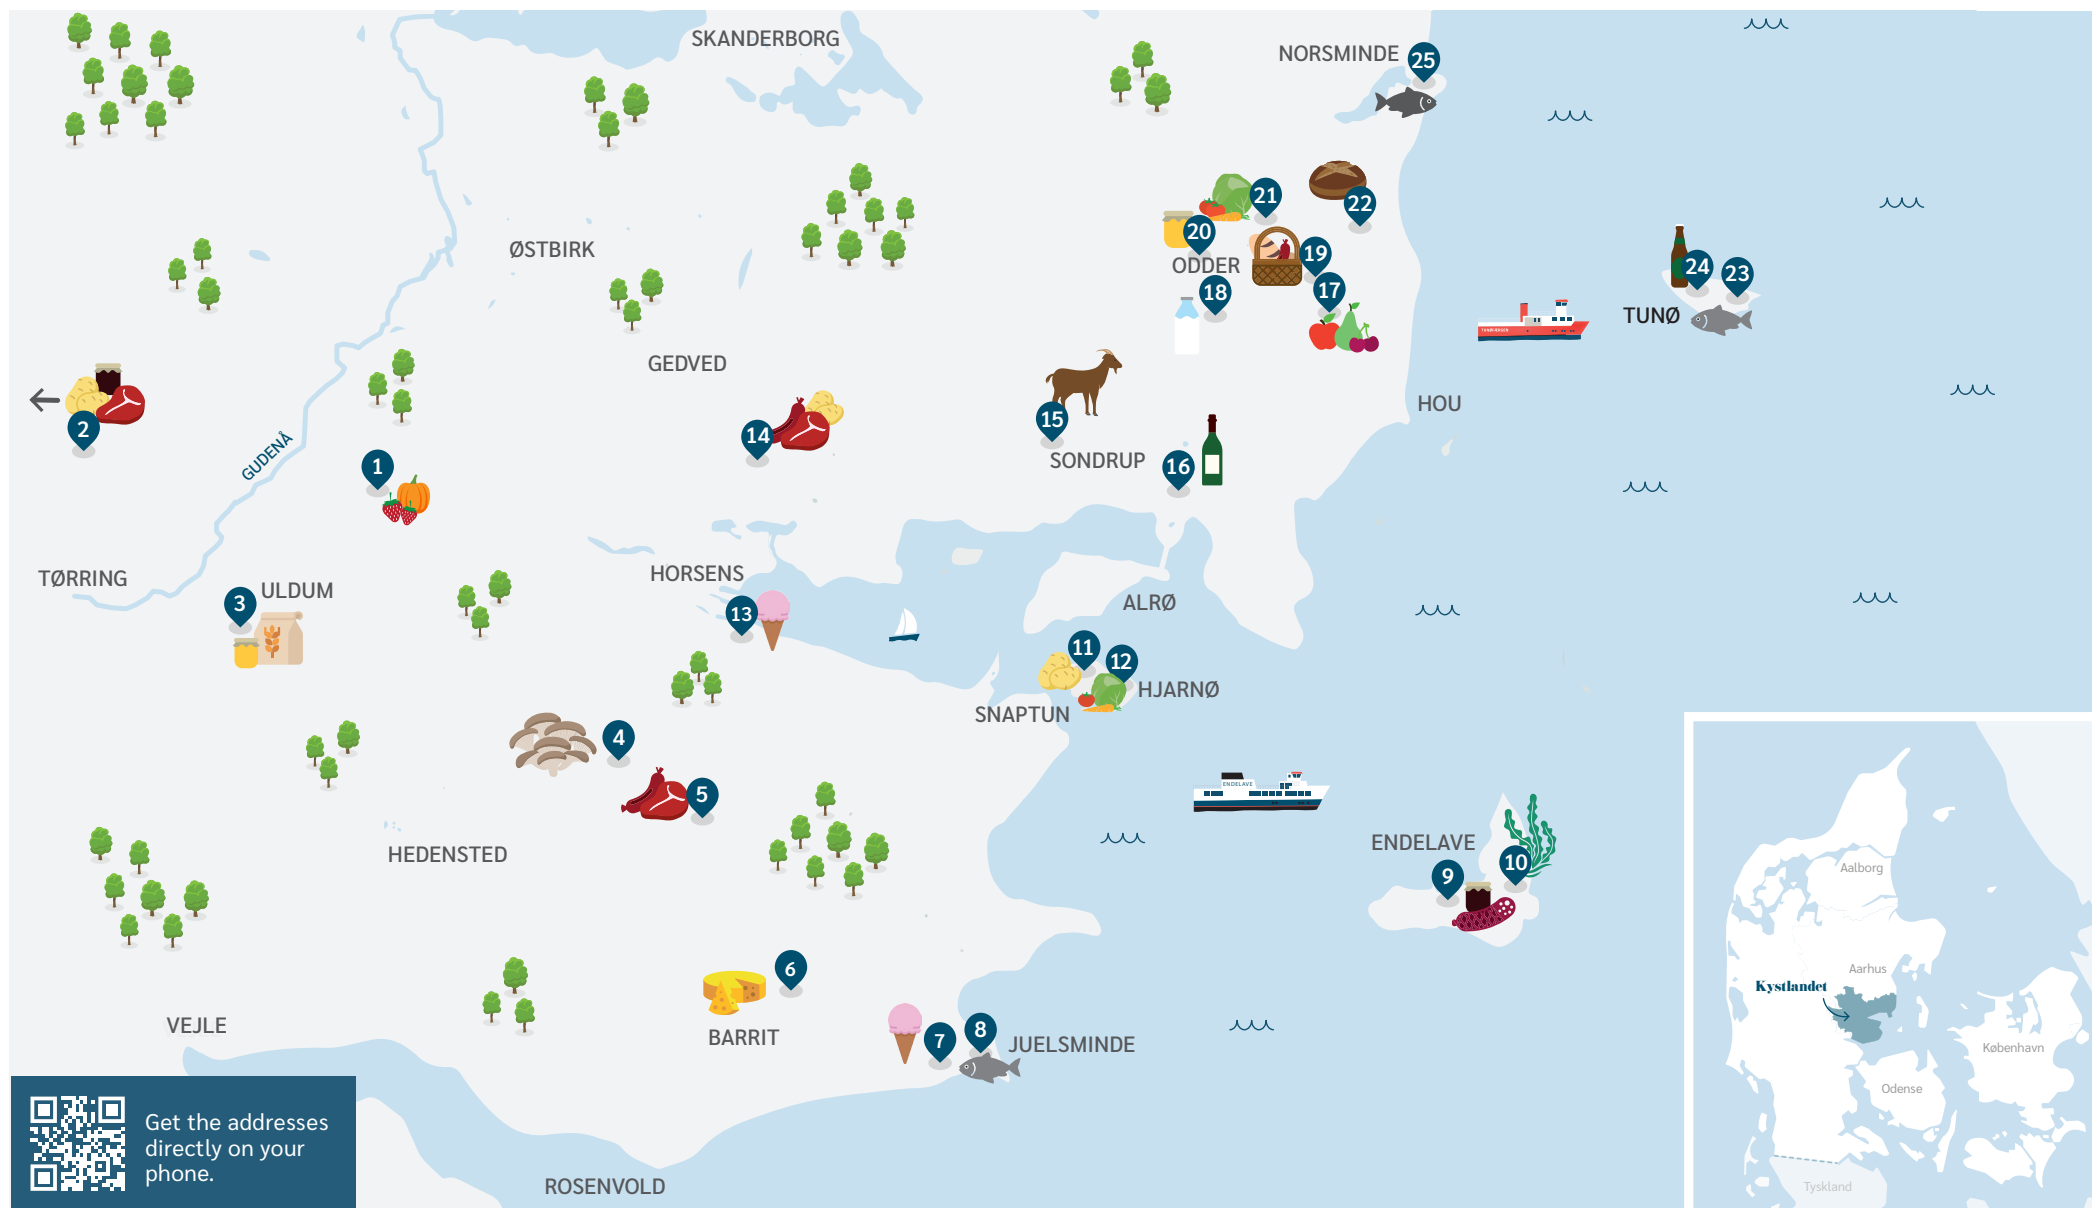 SKANDERBORG
NORSMINDE
25
21
22
20
19
ODDER
18
17
24
23
TUNØ
TUNØFÆRGEN
ØSTBIRK
GEDVED
HOU
2
GUDENÅ
1
14
15
SONDRUP
16
TØRRING
3
ULDUM
HORSENS
13
ALRØ
11
12
HJARNØ
SNAPTUN
4
5
ENDELAVE
HEDENSTED
ENDELAVE
9
10
6
BARRIT
7
8
JUELSMINDE
VEJLE
ROSENVOLD
Get the addresses
directly on your
phone.
Aalborg
Aarhus
Kystlandet
København
Odense
Tyskland